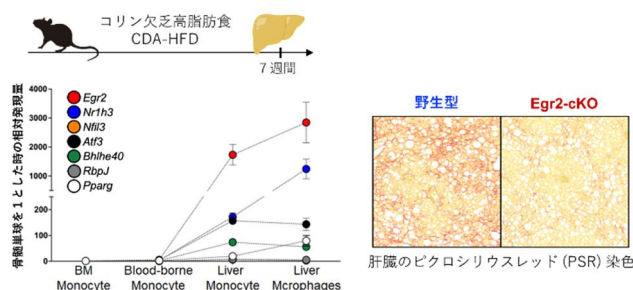 コリン欠乏高脂肪食
CDA-HFD
7週間
骨髄単球を1とした時の相対発現量
4000
3000
2000
1000
200
100
0
Egr2
Nr1h3
Nfil3
Atf3
Bhlhe40
RbpJ
Pparg
BM
Monocyte
Blood-borne
Monocyte
Liver
Monocyte
Liver
Mcrophages
野生型
Egr2-cKO
肝臓のピクロシリウスレッド (PSR) 染色